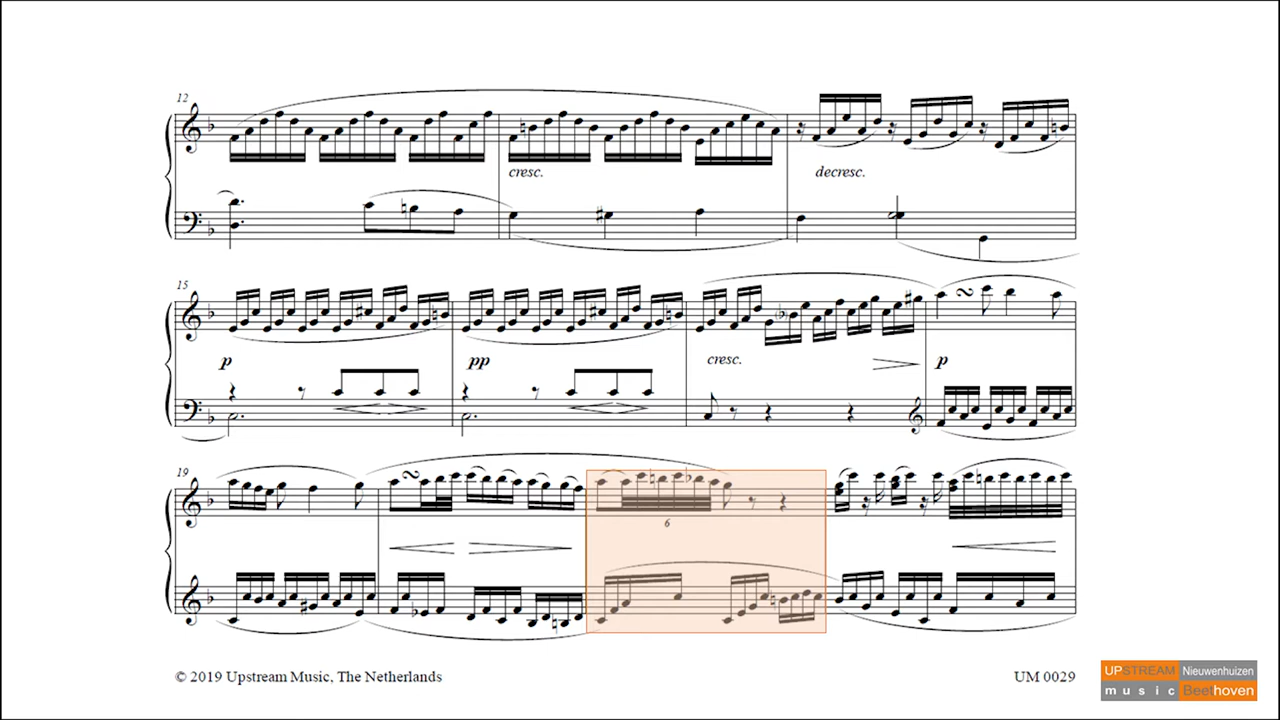 12
cresc.
decresc.
15
p
pp
cresc.
p
19
6
© 2019 Upstream Music, The Netherlands
UM 0029
UPSTREAM Nieuwenhuizen
music Beethoven